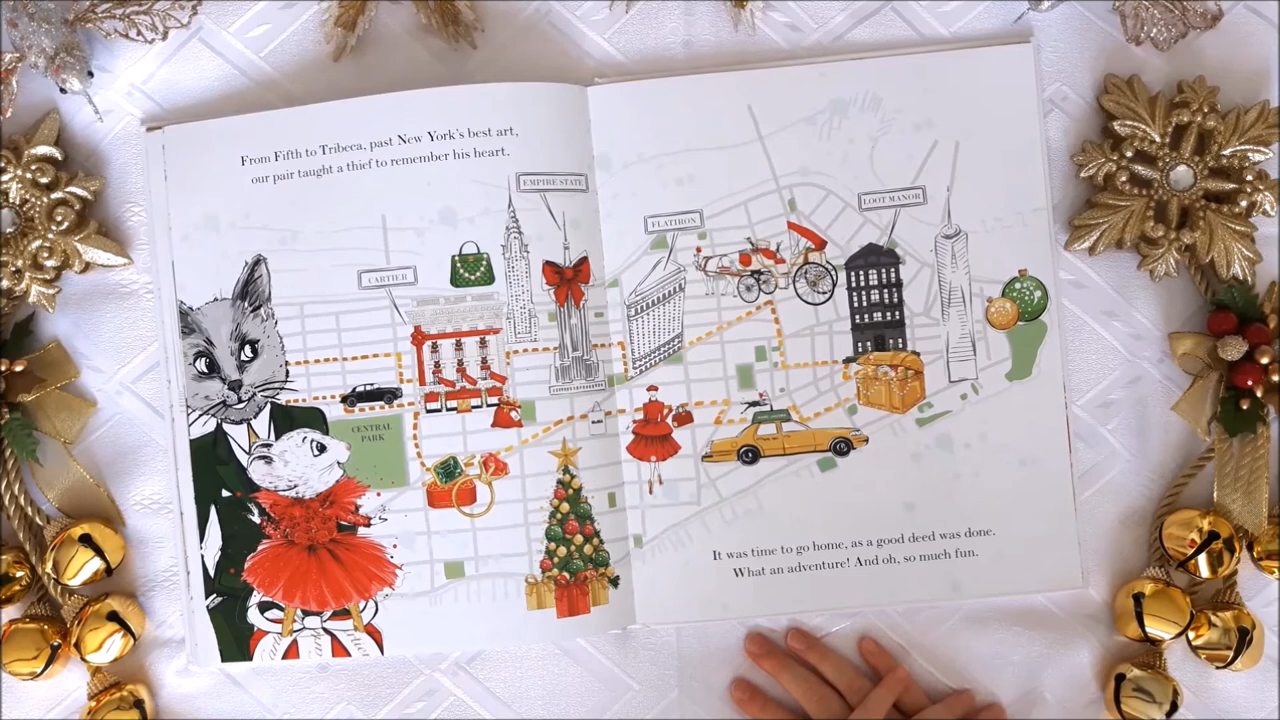 From Fifth to Tribeca, past New York's best art,
our pair taught a thief to remember his heart.
EMPIRE STATE
FLATIRON
LOOT MANOR
CARTIER
CENTRAL
PARK
It was time to go home, as a good deed was done.
What an adventure! And oh, so much fun.